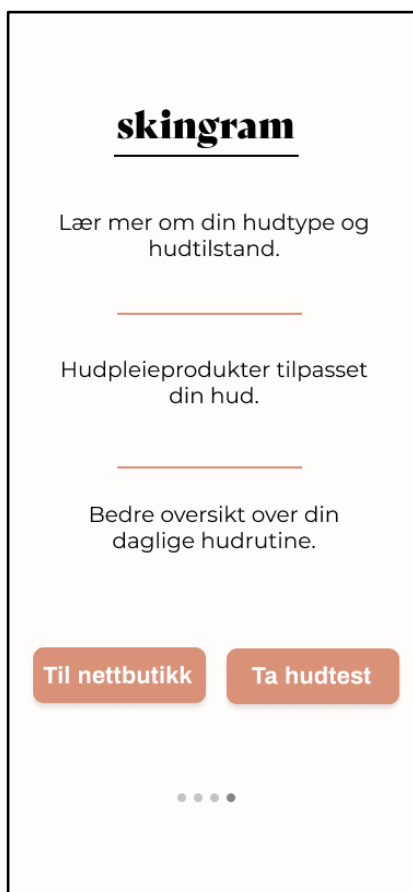 skingram
Lær mer om din hudtype og
hudtilstand.
Hudpleieprodukter tilpasset
din hud.
Bedre oversikt over din
daglige hudrutine.
Til nettbutikk
Ta hudtest